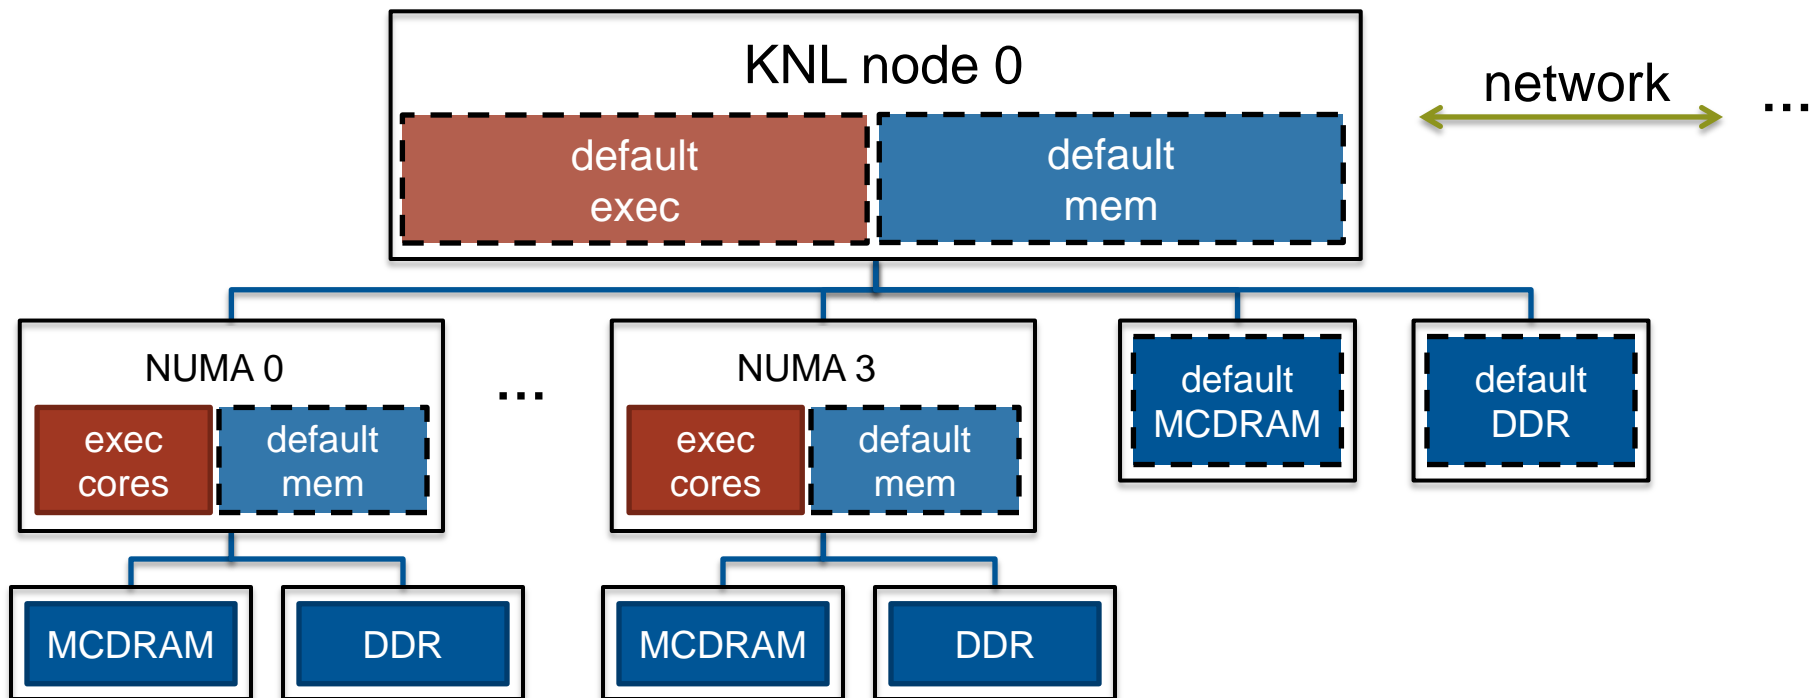 KNL node 0
default
exec
default
mem
network
...
NUMA 0
exec
cores
default
mem
...
NUMA 3
exec
cores
default
mem
default
MCDRAM
default
DDR
MCDRAM
DDR
MCDRAM
DDR